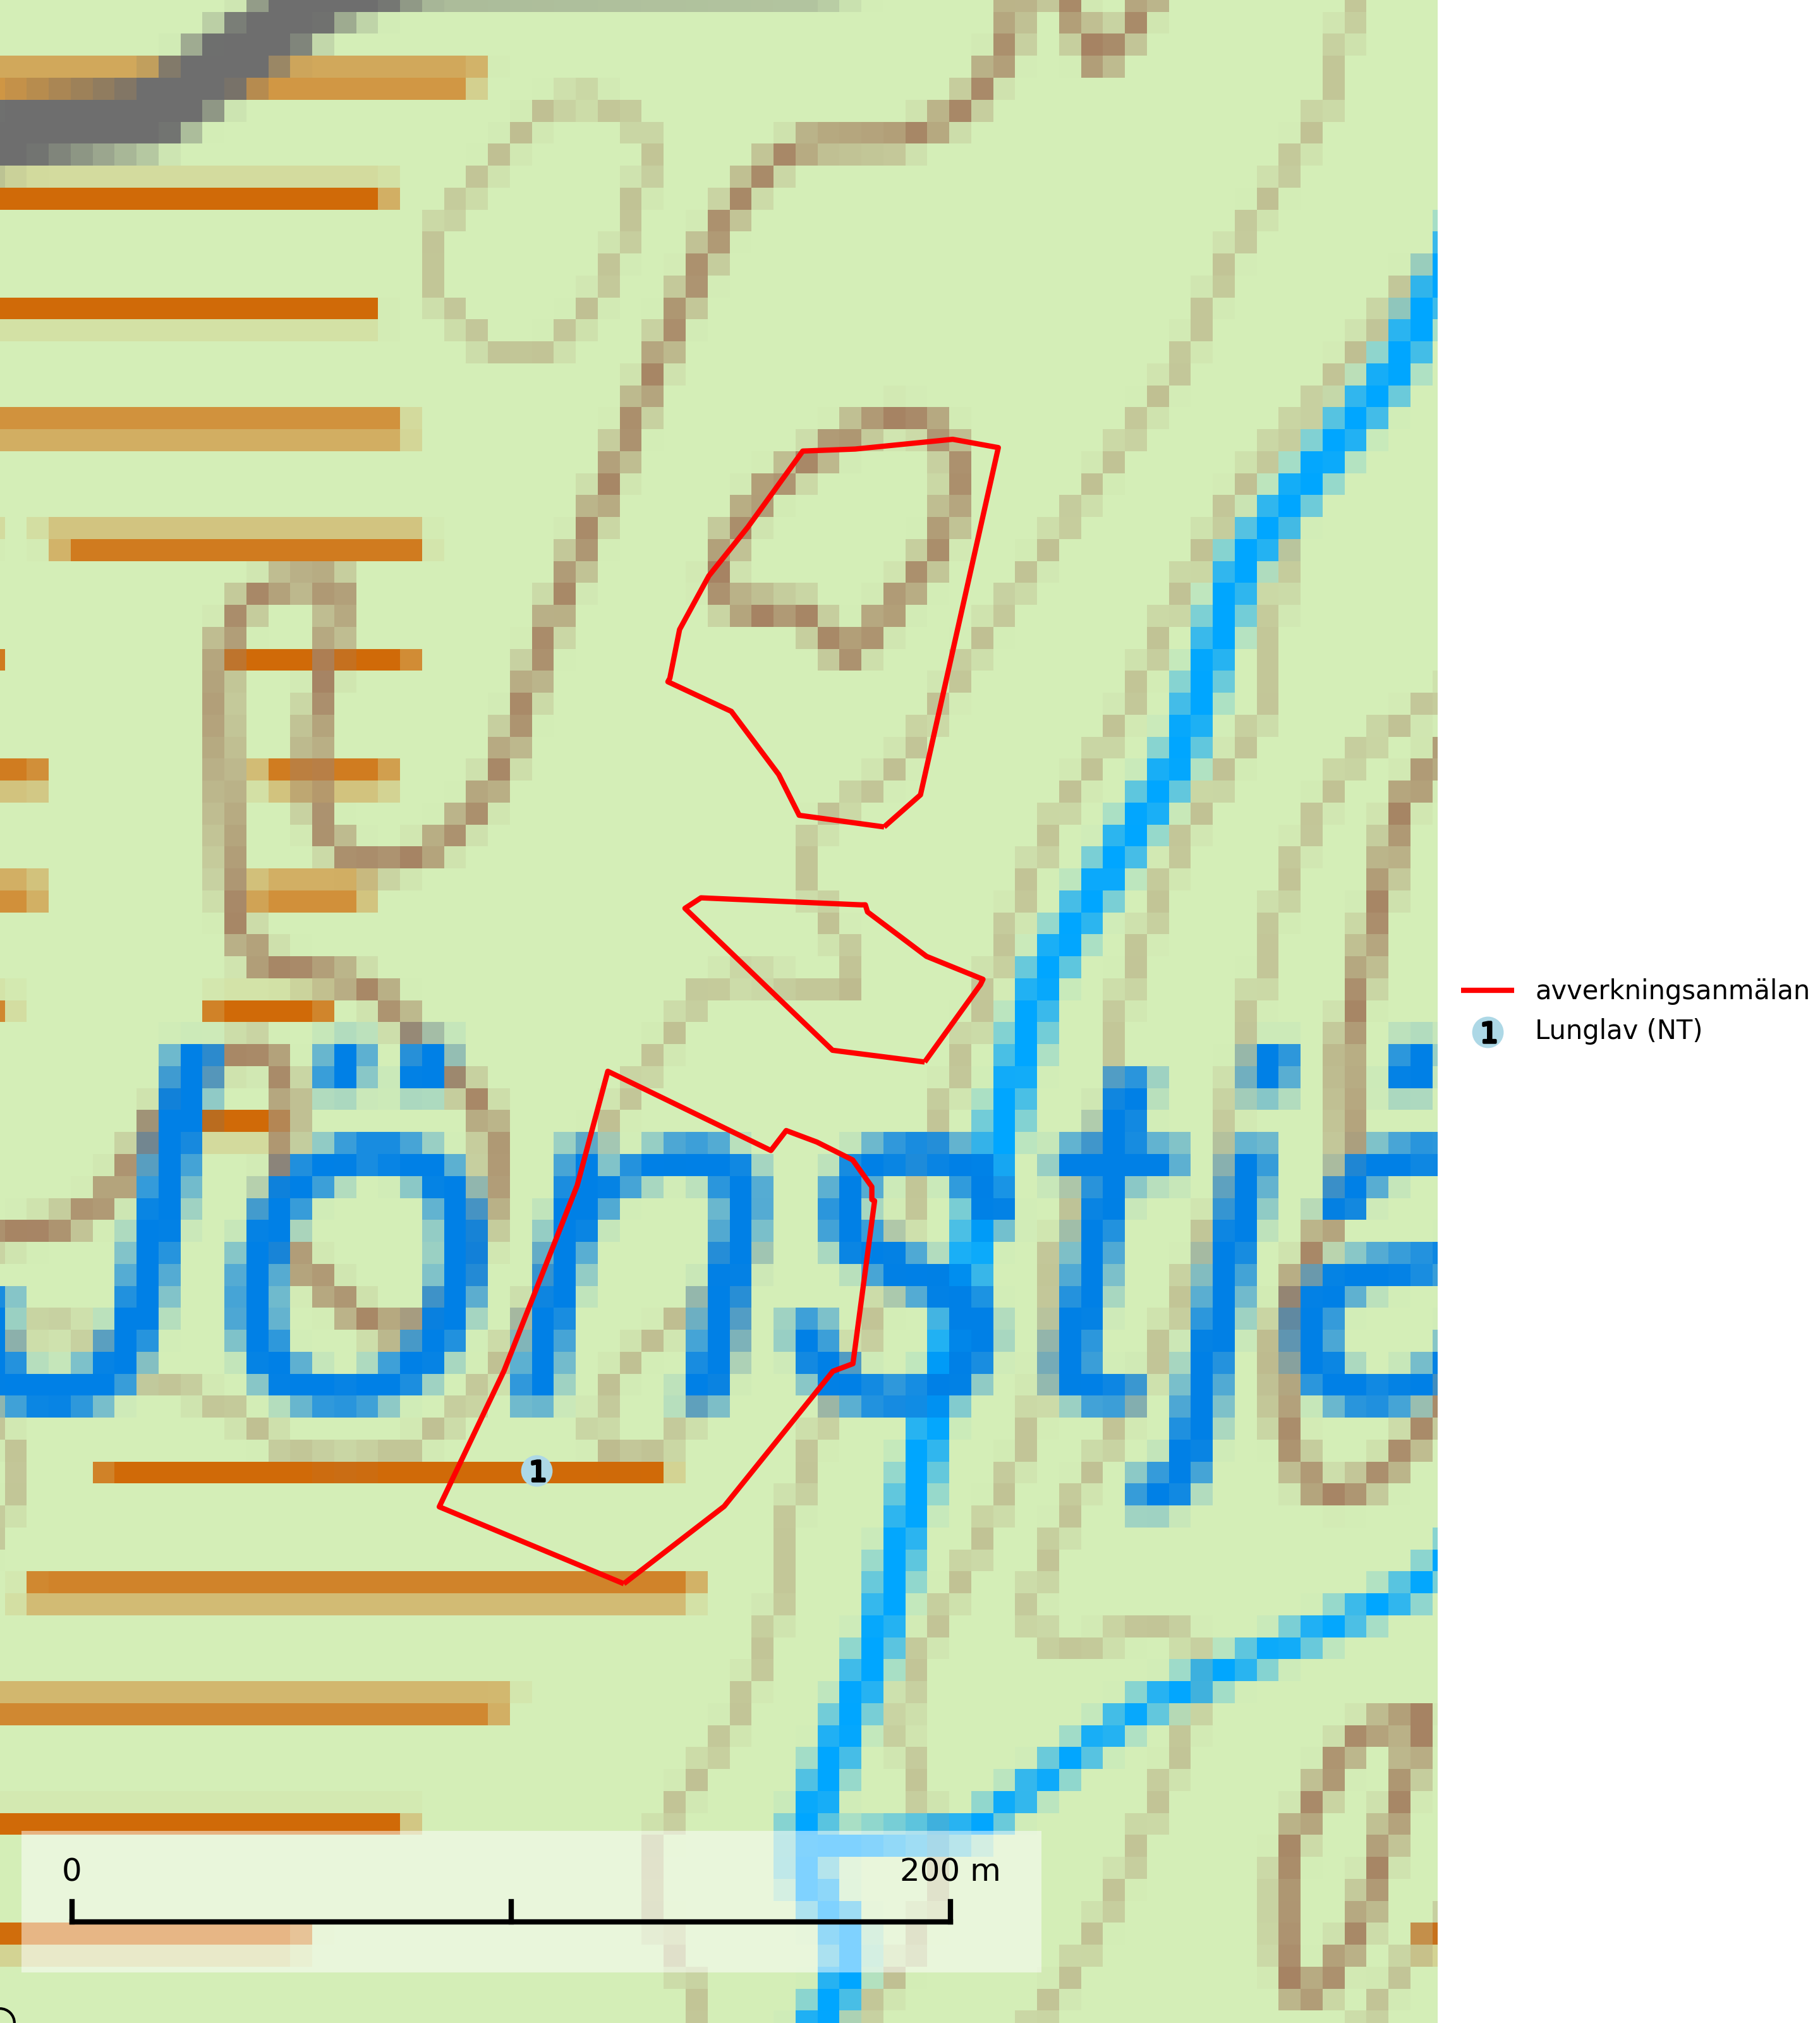 avverkningsanmälan
1 Lunglav (NT)
1
0 200 m